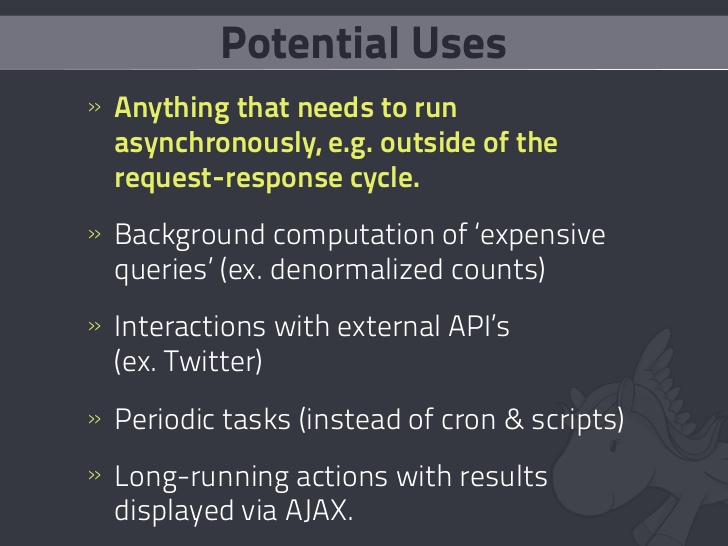 Potential Uses
» Anything that needs to run
asynchronously, e.g. outside of the
request-response cycle.
» Background computation of ‘expensive
queries’ (ex. denormalized counts)
» Interactions with external API’s
(ex. Twitter)
» Periodic tasks (instead of cron & scripts)
» Long-running actions with results
displayed via AJAX.